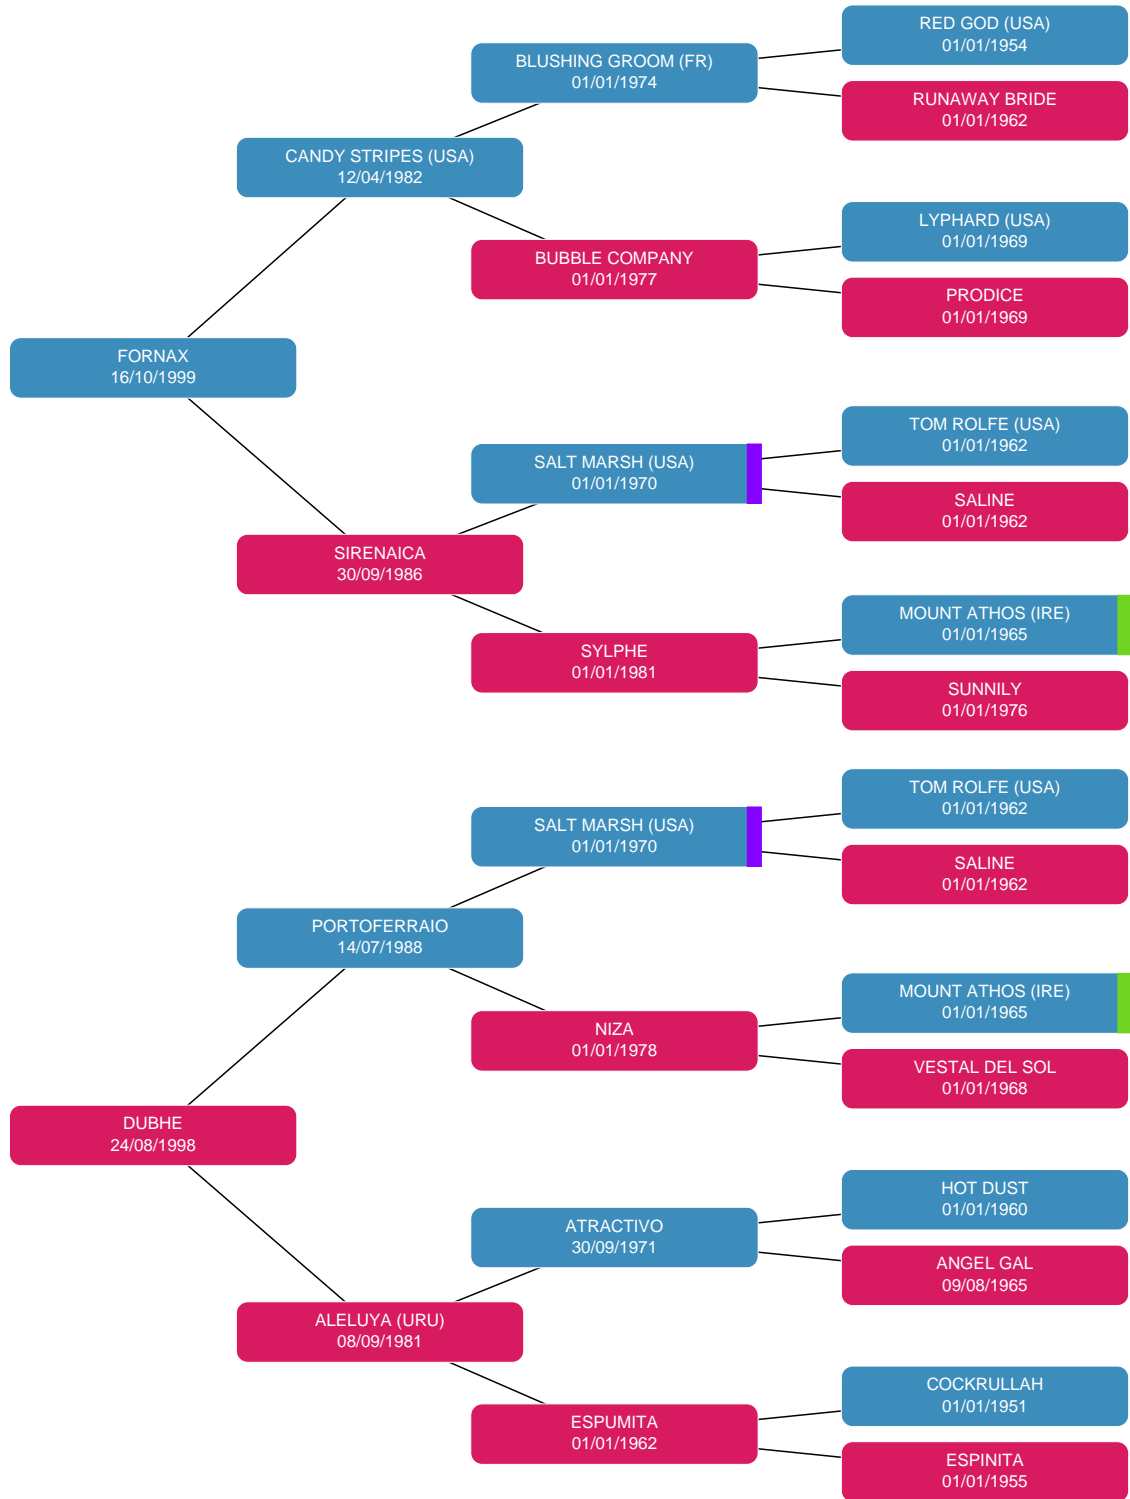 RED GOD (USA)
01/01/1954
BLUSHING GROOM (FR)
01/01/1974
RUNAWAY BRIDE
01/01/1962
CANDY STRIPES (USA)
12/04/1982
LYPHARD (USA)
01/01/1969
BUBBLE COMPANY
01/01/1977
PRODICE
01/01/1969
FORNAX
16/10/1999
TOM ROLFE (USA)
01/01/1962
SALT MARSH (USA)
01/01/1970
SALINE
01/01/1962
SIRENAICA
30/09/1986
MOUNT ATHOS (IRE)
01/01/1965
SYLPHE
01/01/1981
SUNNILY
01/01/1976
TOM ROLFE (USA)
01/01/1962
SALT MARSH (USA)
01/01/1970
SALINE
01/01/1962
PORTOFERRAIO
14/07/1988
MOUNT ATHOS (IRE)
01/01/1965
NIZA
01/01/1978
VESTAL DEL SOL
01/01/1968
DUBHE
24/08/1998
HOT DUST
01/01/1960
ATRACTIVO
30/09/1971
ANGEL GAL
09/08/1965
ALELUYA (URU)
08/09/1981
COCKRULLAH
01/01/1951
ESPUMITA
01/01/1962
ESPINITA
01/01/1955